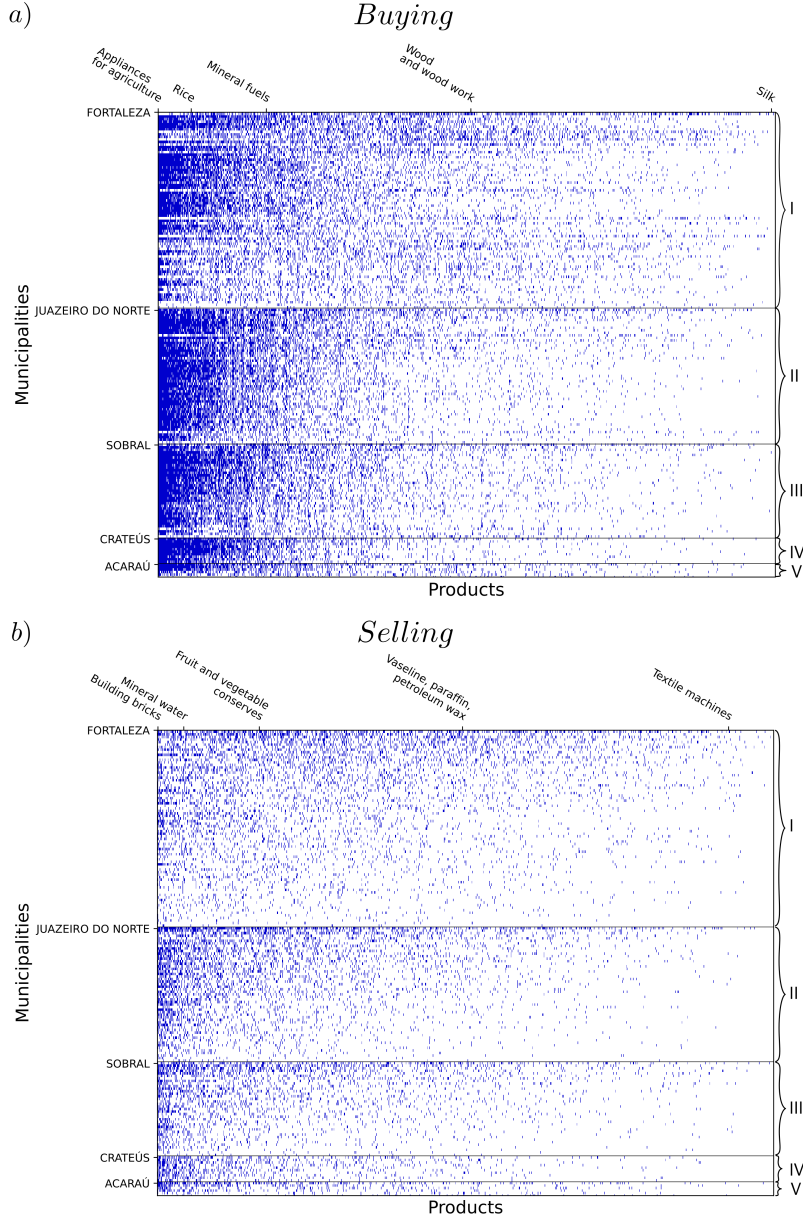 a)
Buying
Appliances
for agriculture
Rice
Mineral fuels
Wood
and wood work
Silk
FORTALEZA
JUAZEIRO DO NORTE
SOBRAL
CRATEÚS
ACARAÚ
Municipalities
I
II
III
IV
V
Products
b)
Selling
Building bricks
Mineral water
Fruit and vegetable
conserves
Vaseline, paraffin,
petroleum wax
Textile machines
FORTALEZA
JUAZEIRO DO NORTE
SOBRAL
CRATEÚS
ACARAÚ
Municipalities
I
II
III
IV
V
Products